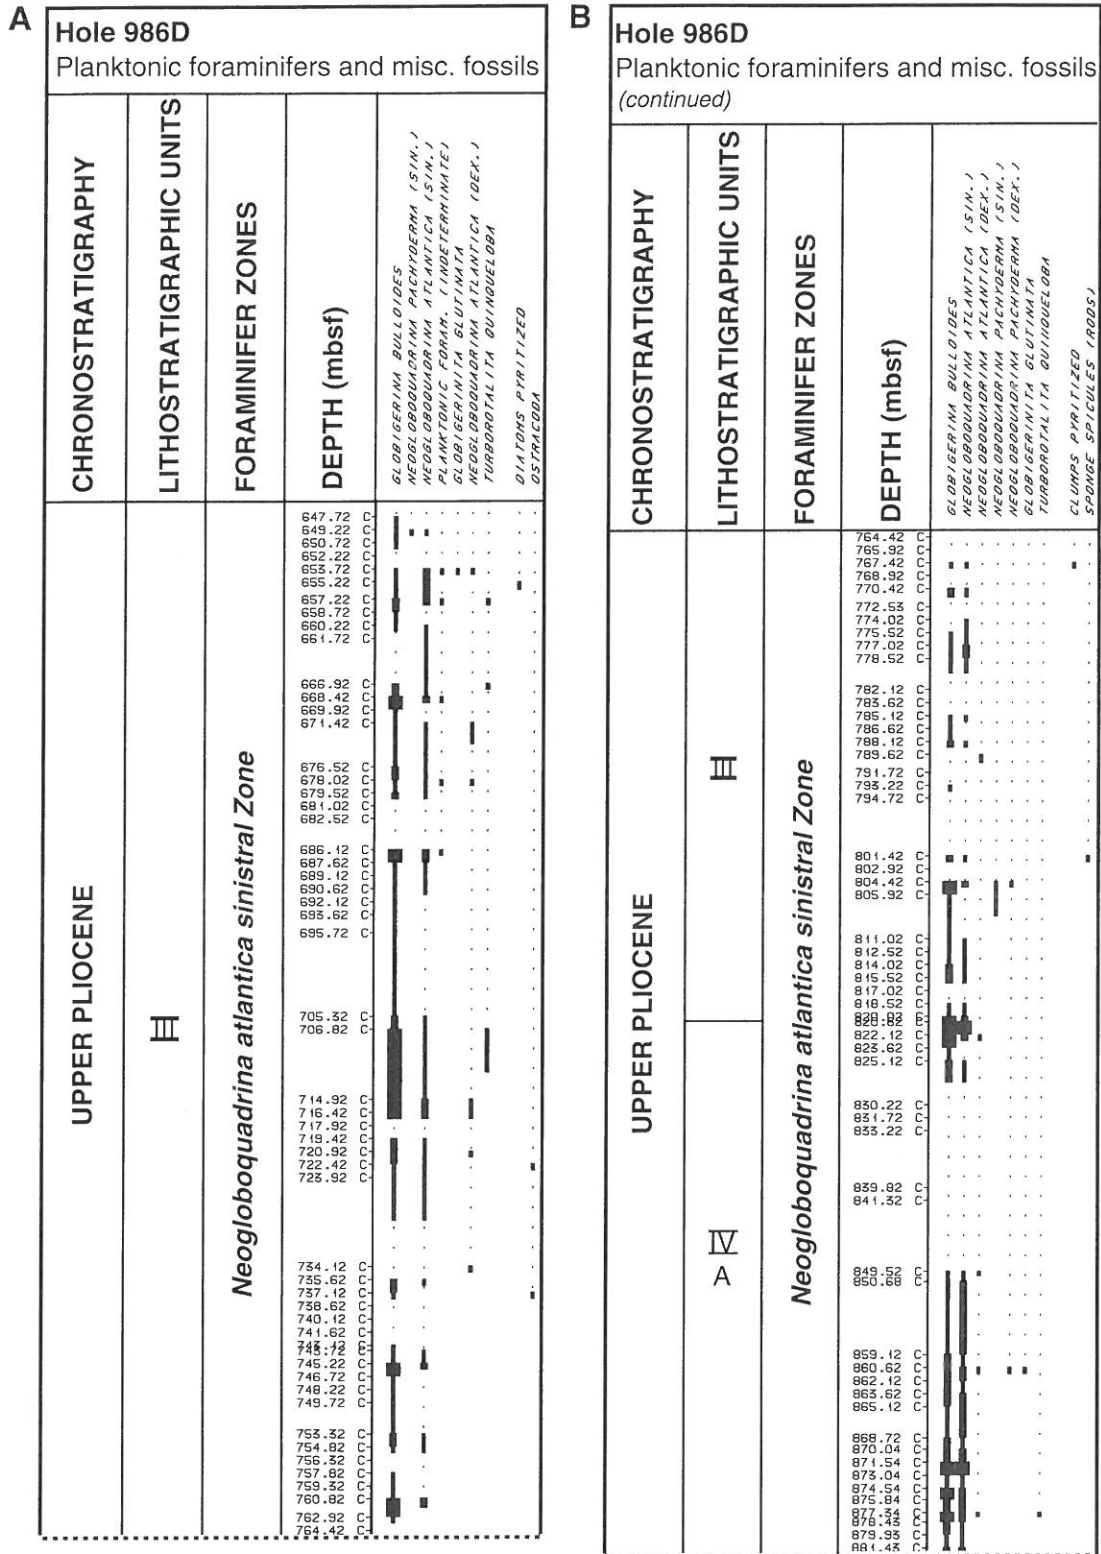 A
Hole 986D
Planktonic foraminifers and misc. fossils
CHRONOSTRATIGRAPHY
LITHOSTRATIGRAPHIC UNITS
FORAMINIFER ZONES
DEPTH (mbsf)
GLOBIGERINA BULLOIDES
NEOGLOBOQUADRINA PACHYDERMA (SIN.)
NEOGLOBOQUADRINA ATLANTICA (SIN.)
PLANKTONIC FORAM. (INDETERMINATE)
GLOBIGERINITA GLUTINATA
NEOGLOBOQUADRINA ATLANTICA (DEX.)
TURBOROTALITA QUINQUELOBA
DIATOMS PYRITIZED
OSTRACODA
UPPER PLIOCENE
III
Neogloboquadrina atlantica sinistral Zone
647.72 C
649.22 C
650.72 C
652.22 C
653.72 C
655.22 C
657.22 C
658.72 C
660.22 C
661.72 C
666.92 C
668.42 C
669.92 C
671.42 C
676.52 C
678.02 C
679.52 C
681.02 C
682.52 C
686.12 C
687.62 C
689.12 C
690.62 C
692.12 C
693.62 C
695.72 C
705.32 C
706.82 C
714.92 C
716.42 C
717.92 C
719.42 C
720.92 C
722.42 C
723.92 C
734.12 C
735.62 C
737.12 C
738.62 C
740.12 C
741.62 C
743.12 C
743.72 C
745.22 C
746.72 C
748.22 C
749.72 C
753.32 C
754.82 C
756.32 C
757.82 C
759.32 C
760.82 C
762.92 C
764.42 C
B
Hole 986D
Planktonic foraminifers and misc. fossils
(continued)
CHRONOSTRATIGRAPHY
LITHOSTRATIGRAPHIC UNITS
FORAMINIFER ZONES
DEPTH (mbsf)
GLOBIGERINA BULLOIDES
NEOGLOBOQUADRINA ATLANTICA (SIN.)
NEOGLOBOQUADRINA ATLANTICA (DEX.)
NEOGLOBOQUADRINA PACHYDERMA (SIN.)
NEOGLOBOQUADRINA PACHYDERMA (DEX.)
GLOBIGERINITA GLUTINATA
TURBOROTALITA QUINQUELOBA
CLUMPS PYRITIZED
SPONGE SPICULES (RODS)
UPPER PLIOCENE
III
IV
A
Neogloboquadrina atlantica sinistral Zone
764.42 C
765.92 C
767.42 C
768.92 C
770.42 C
772.53 C
774.02 C
775.52 C
777.02 C
778.52 C
782.12 C
783.62 C
785.12 C
786.62 C
788.12 C
789.62 C
791.72 C
793.22 C
794.72 C
801.42 C
802.92 C
804.42 C
805.92 C
811.02 C
812.52 C
814.02 C
815.52 C
817.02 C
818.52 C
820.02 C
820.62 C
822.12 C
823.62 C
825.12 C
830.22 C
831.72 C
833.22 C
839.82 C
841.32 C
849.52 C
850.68 C
859.12 C
860.62 C
862.12 C
863.62 C
865.12 C
868.72 C
870.04 C
871.54 C
873.04 C
874.54 C
875.84 C
877.34 C
878.43 C
879.93 C
881.43 C